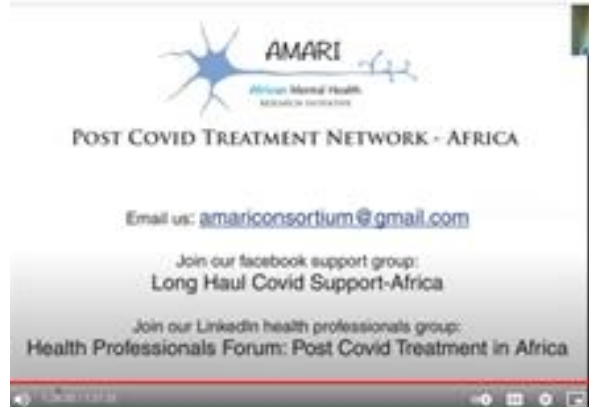 AMARI
African Mental Health
RESEARCH INITIATIVE
POST COVID TREATMENT NETWORK - AFRICA
Email us: amariconsortium@gmail.com
Join our facebook support group:
Long Haul Covid Support-Africa
Join our LinkedIn health professionals group:
Health Professionals Forum: Post Covid Treatment in Africa